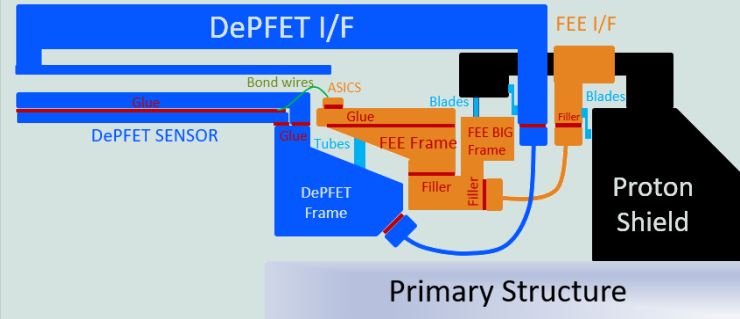 DePFET I/F
FEE I/F
Bond wires
ASICS
Glue
Blades
Blades
Glue
Filler
DePFET SENSOR
Glue
Tubes
FEE Frame
FEE BIG
Frame
Filler
Filler
DePFET
Frame
Proton
Shield
Primary Structure